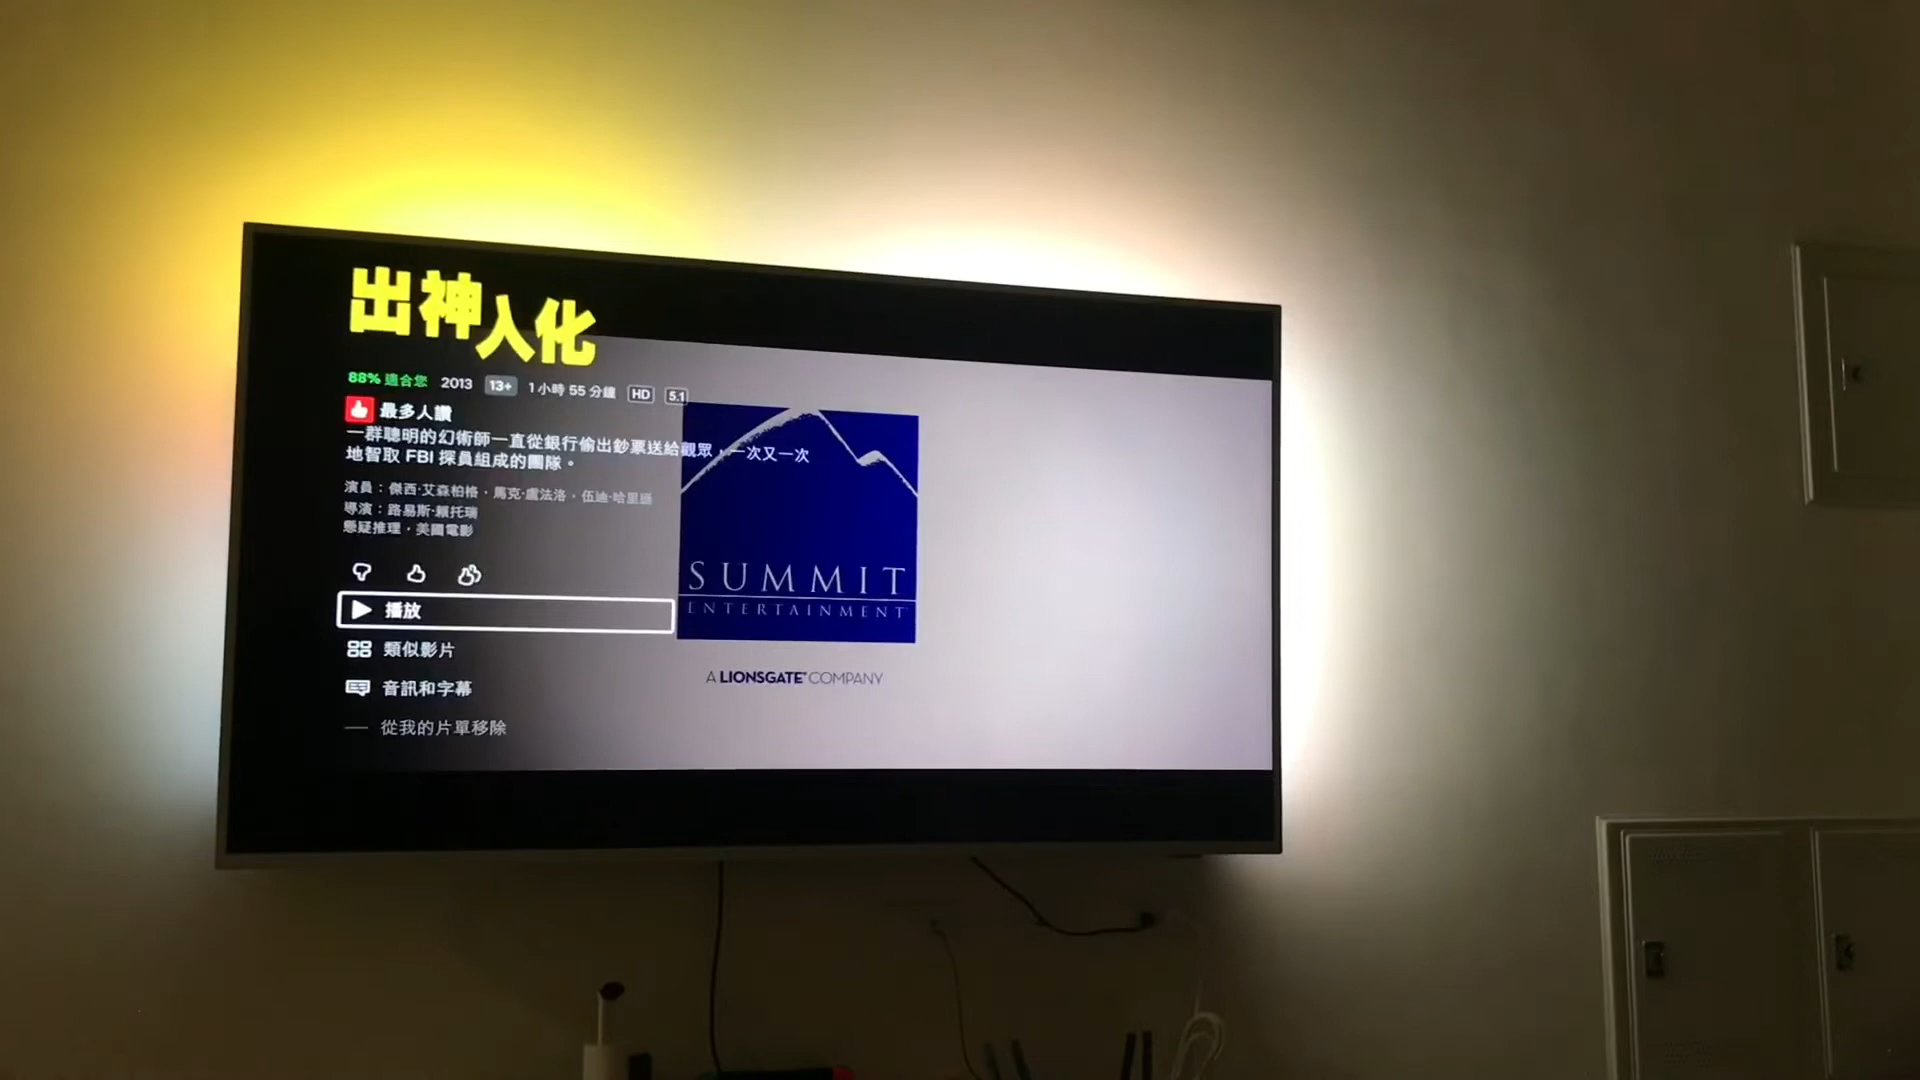 出神入化
88% 適合您 2013 13+ 1 小時 55 分鐘 HD 5.1
最多人讚
一群聰明的幻術師一直從銀行偷出鈔票送給觀眾，一次又一次
地智取 FBI 探員組成的團隊。
演員：傑西·艾森柏格，馬克·盧法洛，伍迪·哈里遜
導演：路易斯·賴托瑞
懸疑推理，美國電影
播放
類似影片
音訊和字幕
從我的片單移除
SUMMIT
ENTERTAINMENT
A LIONSGATE COMPANY